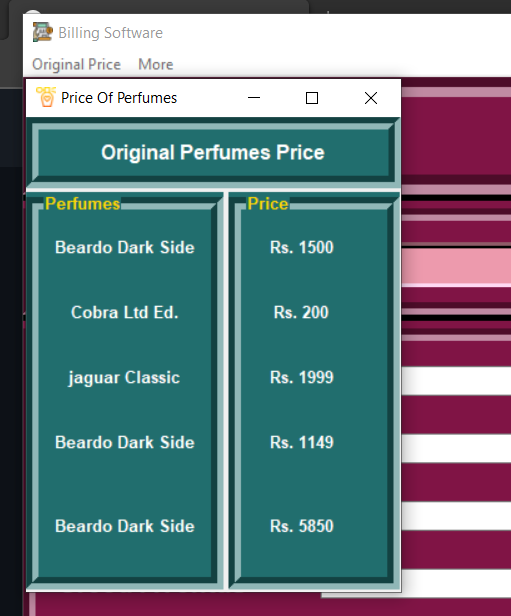 Billing Software
Original Price More
Price Of Perfumes
Original Perfumes Price
Perfumes Price
Beardo Dark Side Rs. 1500
Cobra Ltd Ed. Rs. 200
jaguar Classic Rs. 1999
Beardo Dark Side Rs. 1149
Beardo Dark Side Rs. 5850